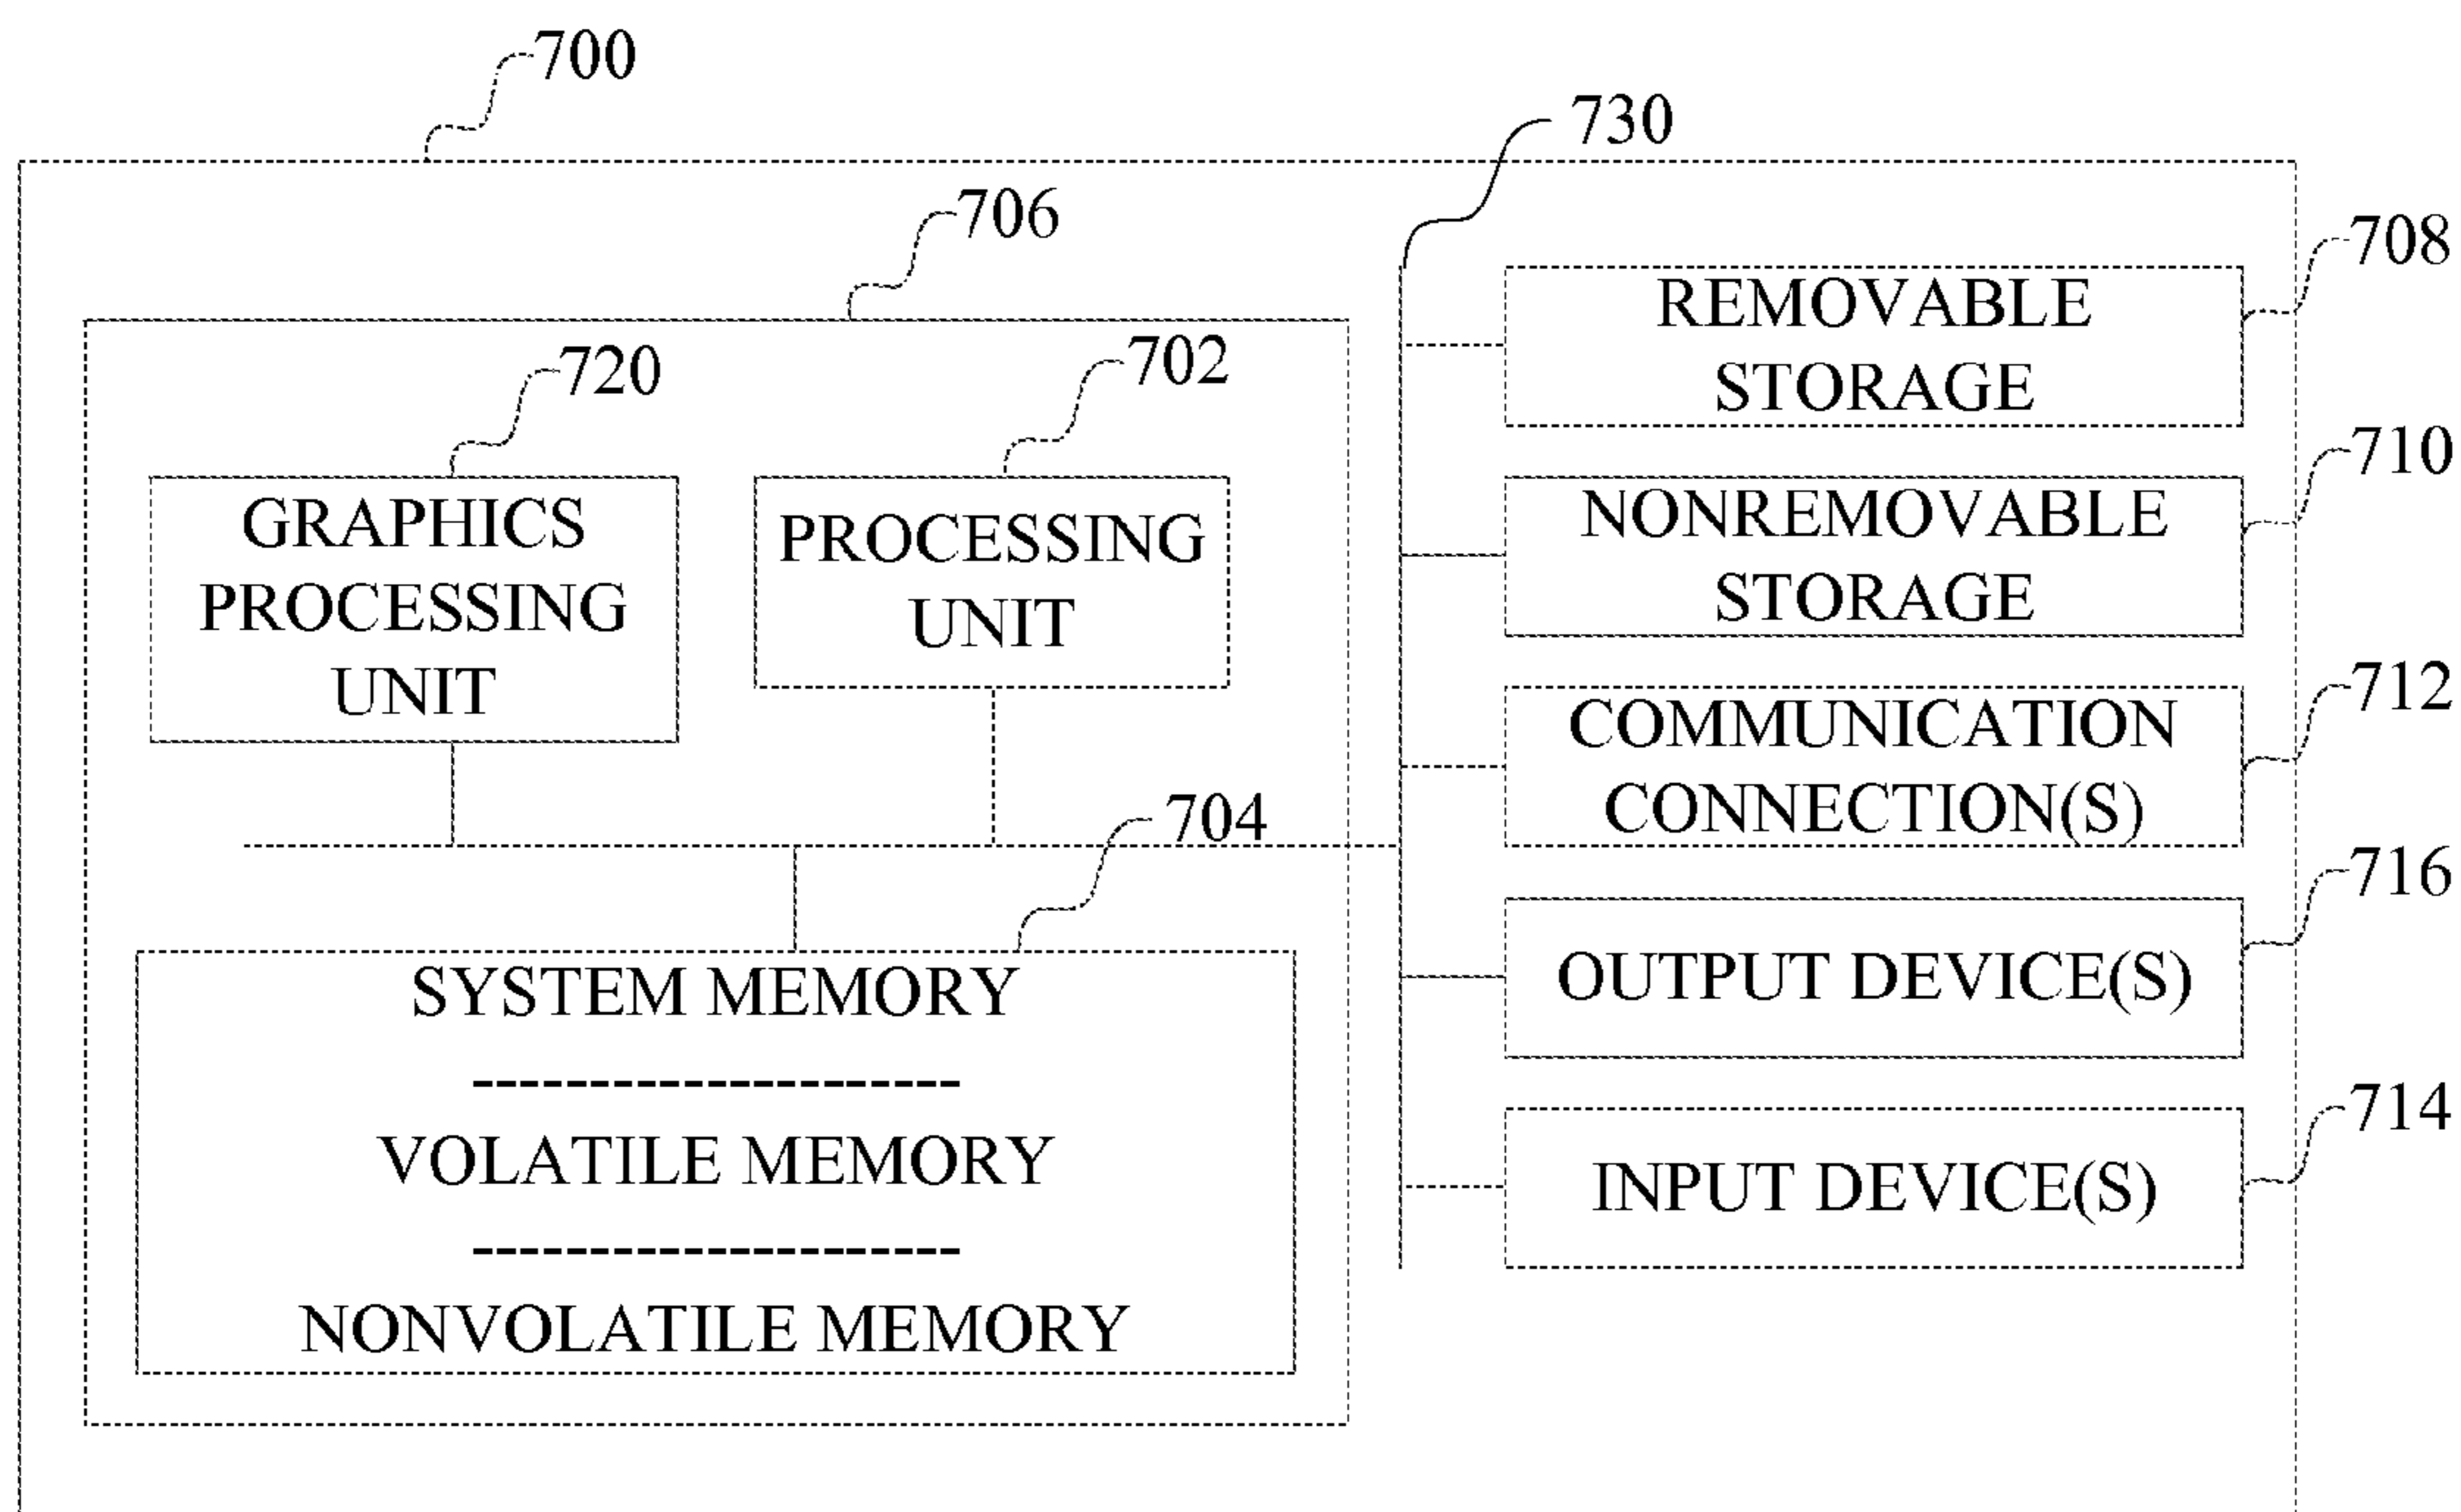 700
730
706
708
REMOVABLE
STORAGE
720
702
710
GRAPHICS
PROCESSING
UNIT
PROCESSING
UNIT
NONREMOVABLE
STORAGE
712
COMMUNICATION
CONNECTION(S)
704
716
SYSTEM MEMORY
VOLATILE MEMORY
NONVOLATILE MEMORY
OUTPUT DEVICE(S)
714
INPUT DEVICE(S)